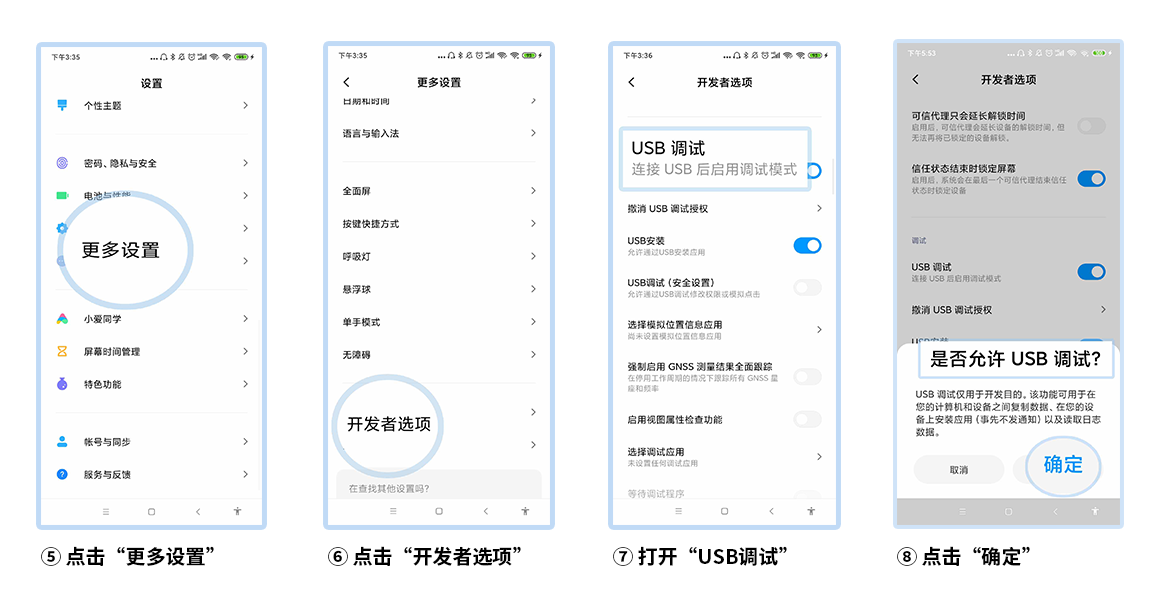 下午3:35
设置
个性主题
密码、隐私与安全
电池与性能
更多设置
小爱同学
屏幕时间管理
特色功能
帐号与同步
服务与反馈
⑤ 点击“更多设置”
下午3:35
更多设置
日期和时间
语言与输入法
全面屏
按键快捷方式
呼吸灯
悬浮球
单手模式
无障碍
开发者选项
在查找其他设置吗?
⑥ 点击“开发者选项”
下午3:36
开发者选项
USB 调试
连接 USB 后启用调试模式
撤消 USB 调试授权
USB安装
允许通过USB安装应用
USB调试（安全设置）
允许通过USB调试修改权限或模拟点击
选择模拟位置信息应用
尚未设置模拟位置信息应用
强制启用 GNSS 测量结果全面跟踪
在停用工作周期的情况下跟踪所有 GNSS 星
座和频率
启用视图属性检查功能
选择调试应用
未设置任何调试应用
等待调试程序
⑦ 打开“USB调试”
下午5:53
开发者选项
可信代理只会延长解锁时间
启用后，可信代理会延长设备的解锁时间，但
无法再将已锁定的设备解锁。
信任状态结束时锁定屏幕
启用后，系统会在最后一个可信代理结束信任
状态时锁定设备
调试
USB 调试
连接 USB 后启用调试模式
撤消 USB 调试授权
USB安装
是否允许 USB 调试?
USB 调试仅用于开发目的。该功能可用于在
您的计算机和设备之间复制数据、在您的设
备上安装应用（事先不发通知）以及读取日志
数据。
取消
确定
⑧ 点击“确定”